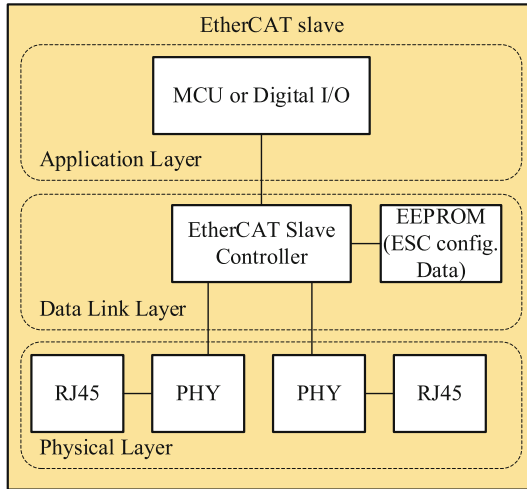 EtherCAT slave
MCU or Digital I/O
Application Layer
EtherCAT Slave
Controller
EEPROM
(ESC config.
Data)
Data Link Layer
RJ45
PHY
PHY
RJ45
Physical Layer